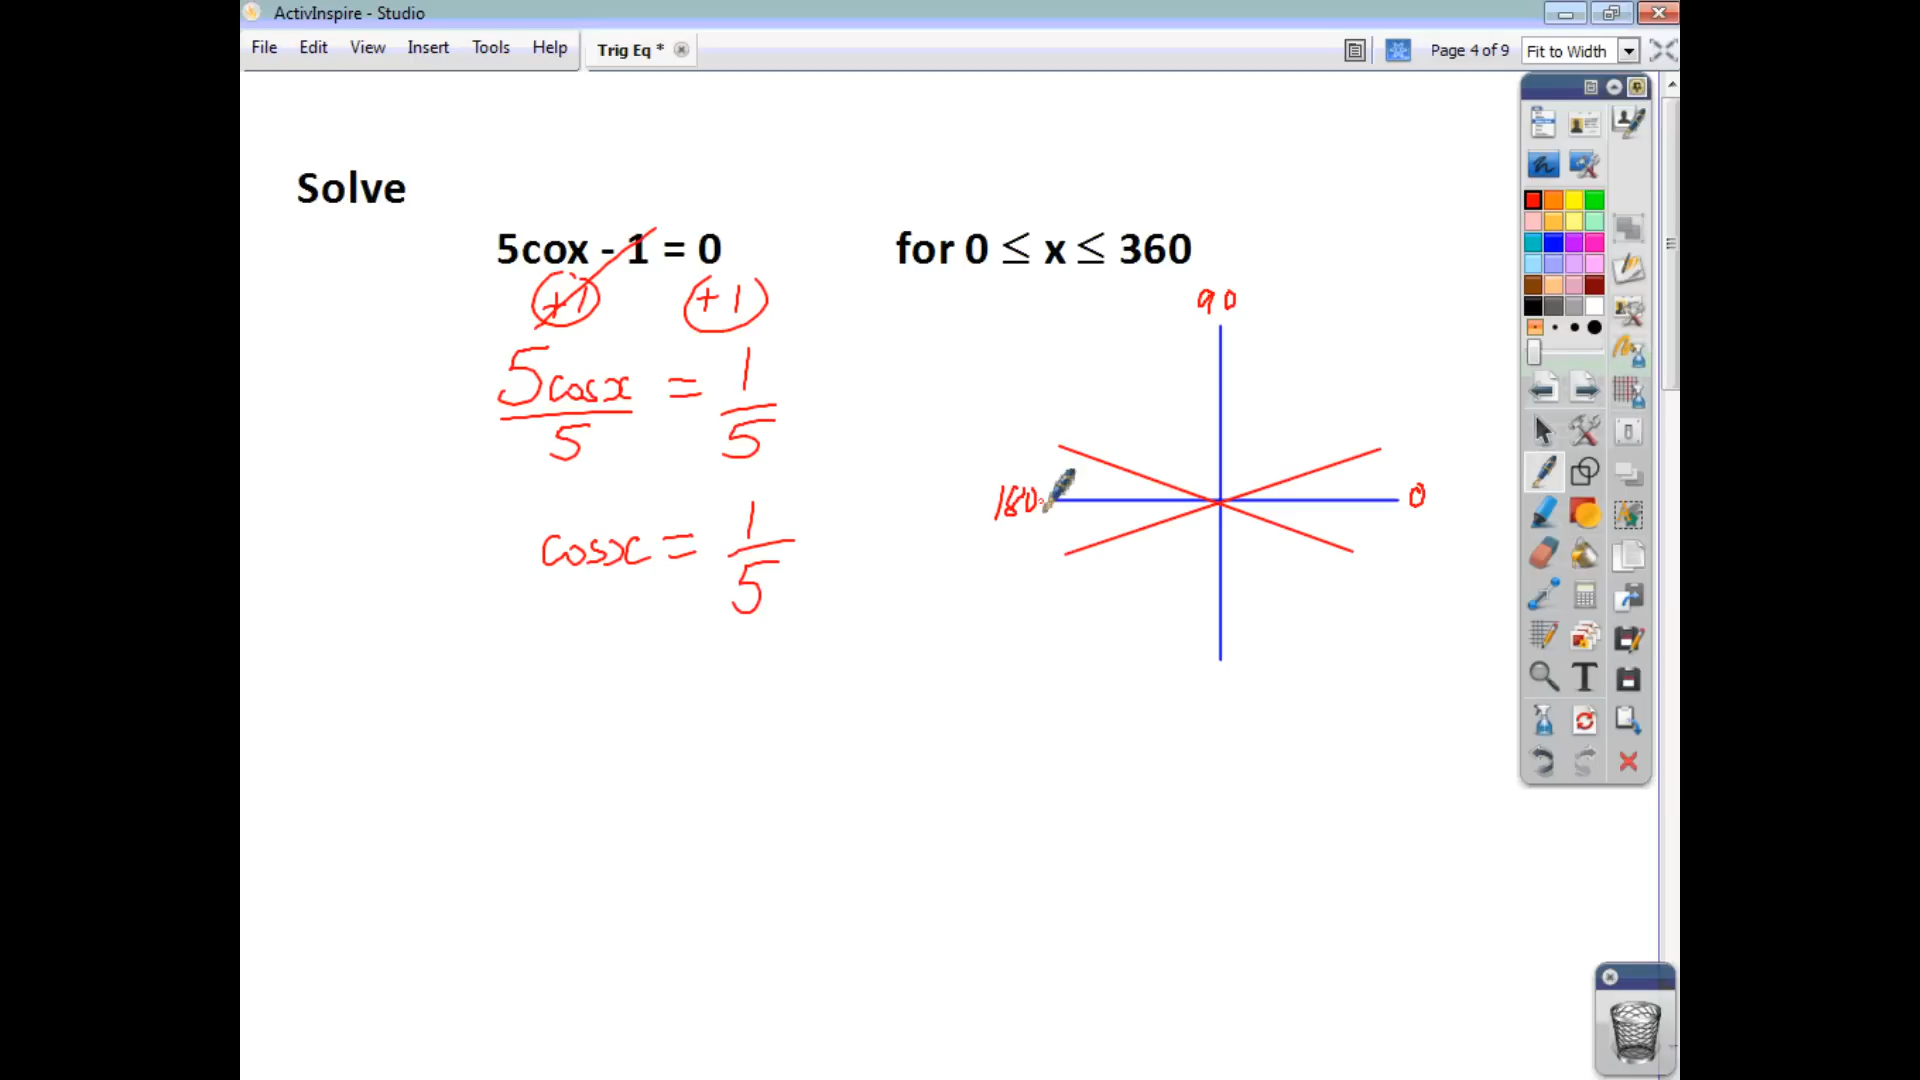 ActivInspire - Studio
File Edit View Insert Tools Help Trig Eq * Page 4 of 9 Fit to Width
Solve
5cox - 1 = 0 for 0 ≤ x ≤ 360
+1 +1
90
5cosx = 1
5 5
180 0
cosx = 1
5
T